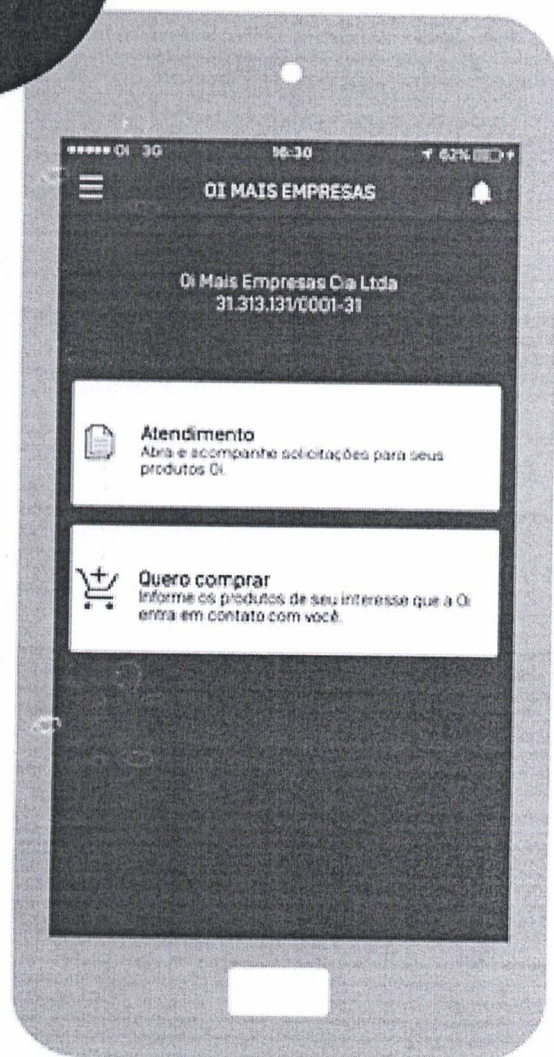 Oi 3G 16:30 62%
OI MAIS EMPRESAS
Oi Mais Empresas Cia Ltda
31.313.131/0001-31
Atendimento
Abra e acompanhe solicitações para seus
produtos Oi.
Quero comprar
Informe os produtos de seu interesse que a Oi
entra em contato com você.